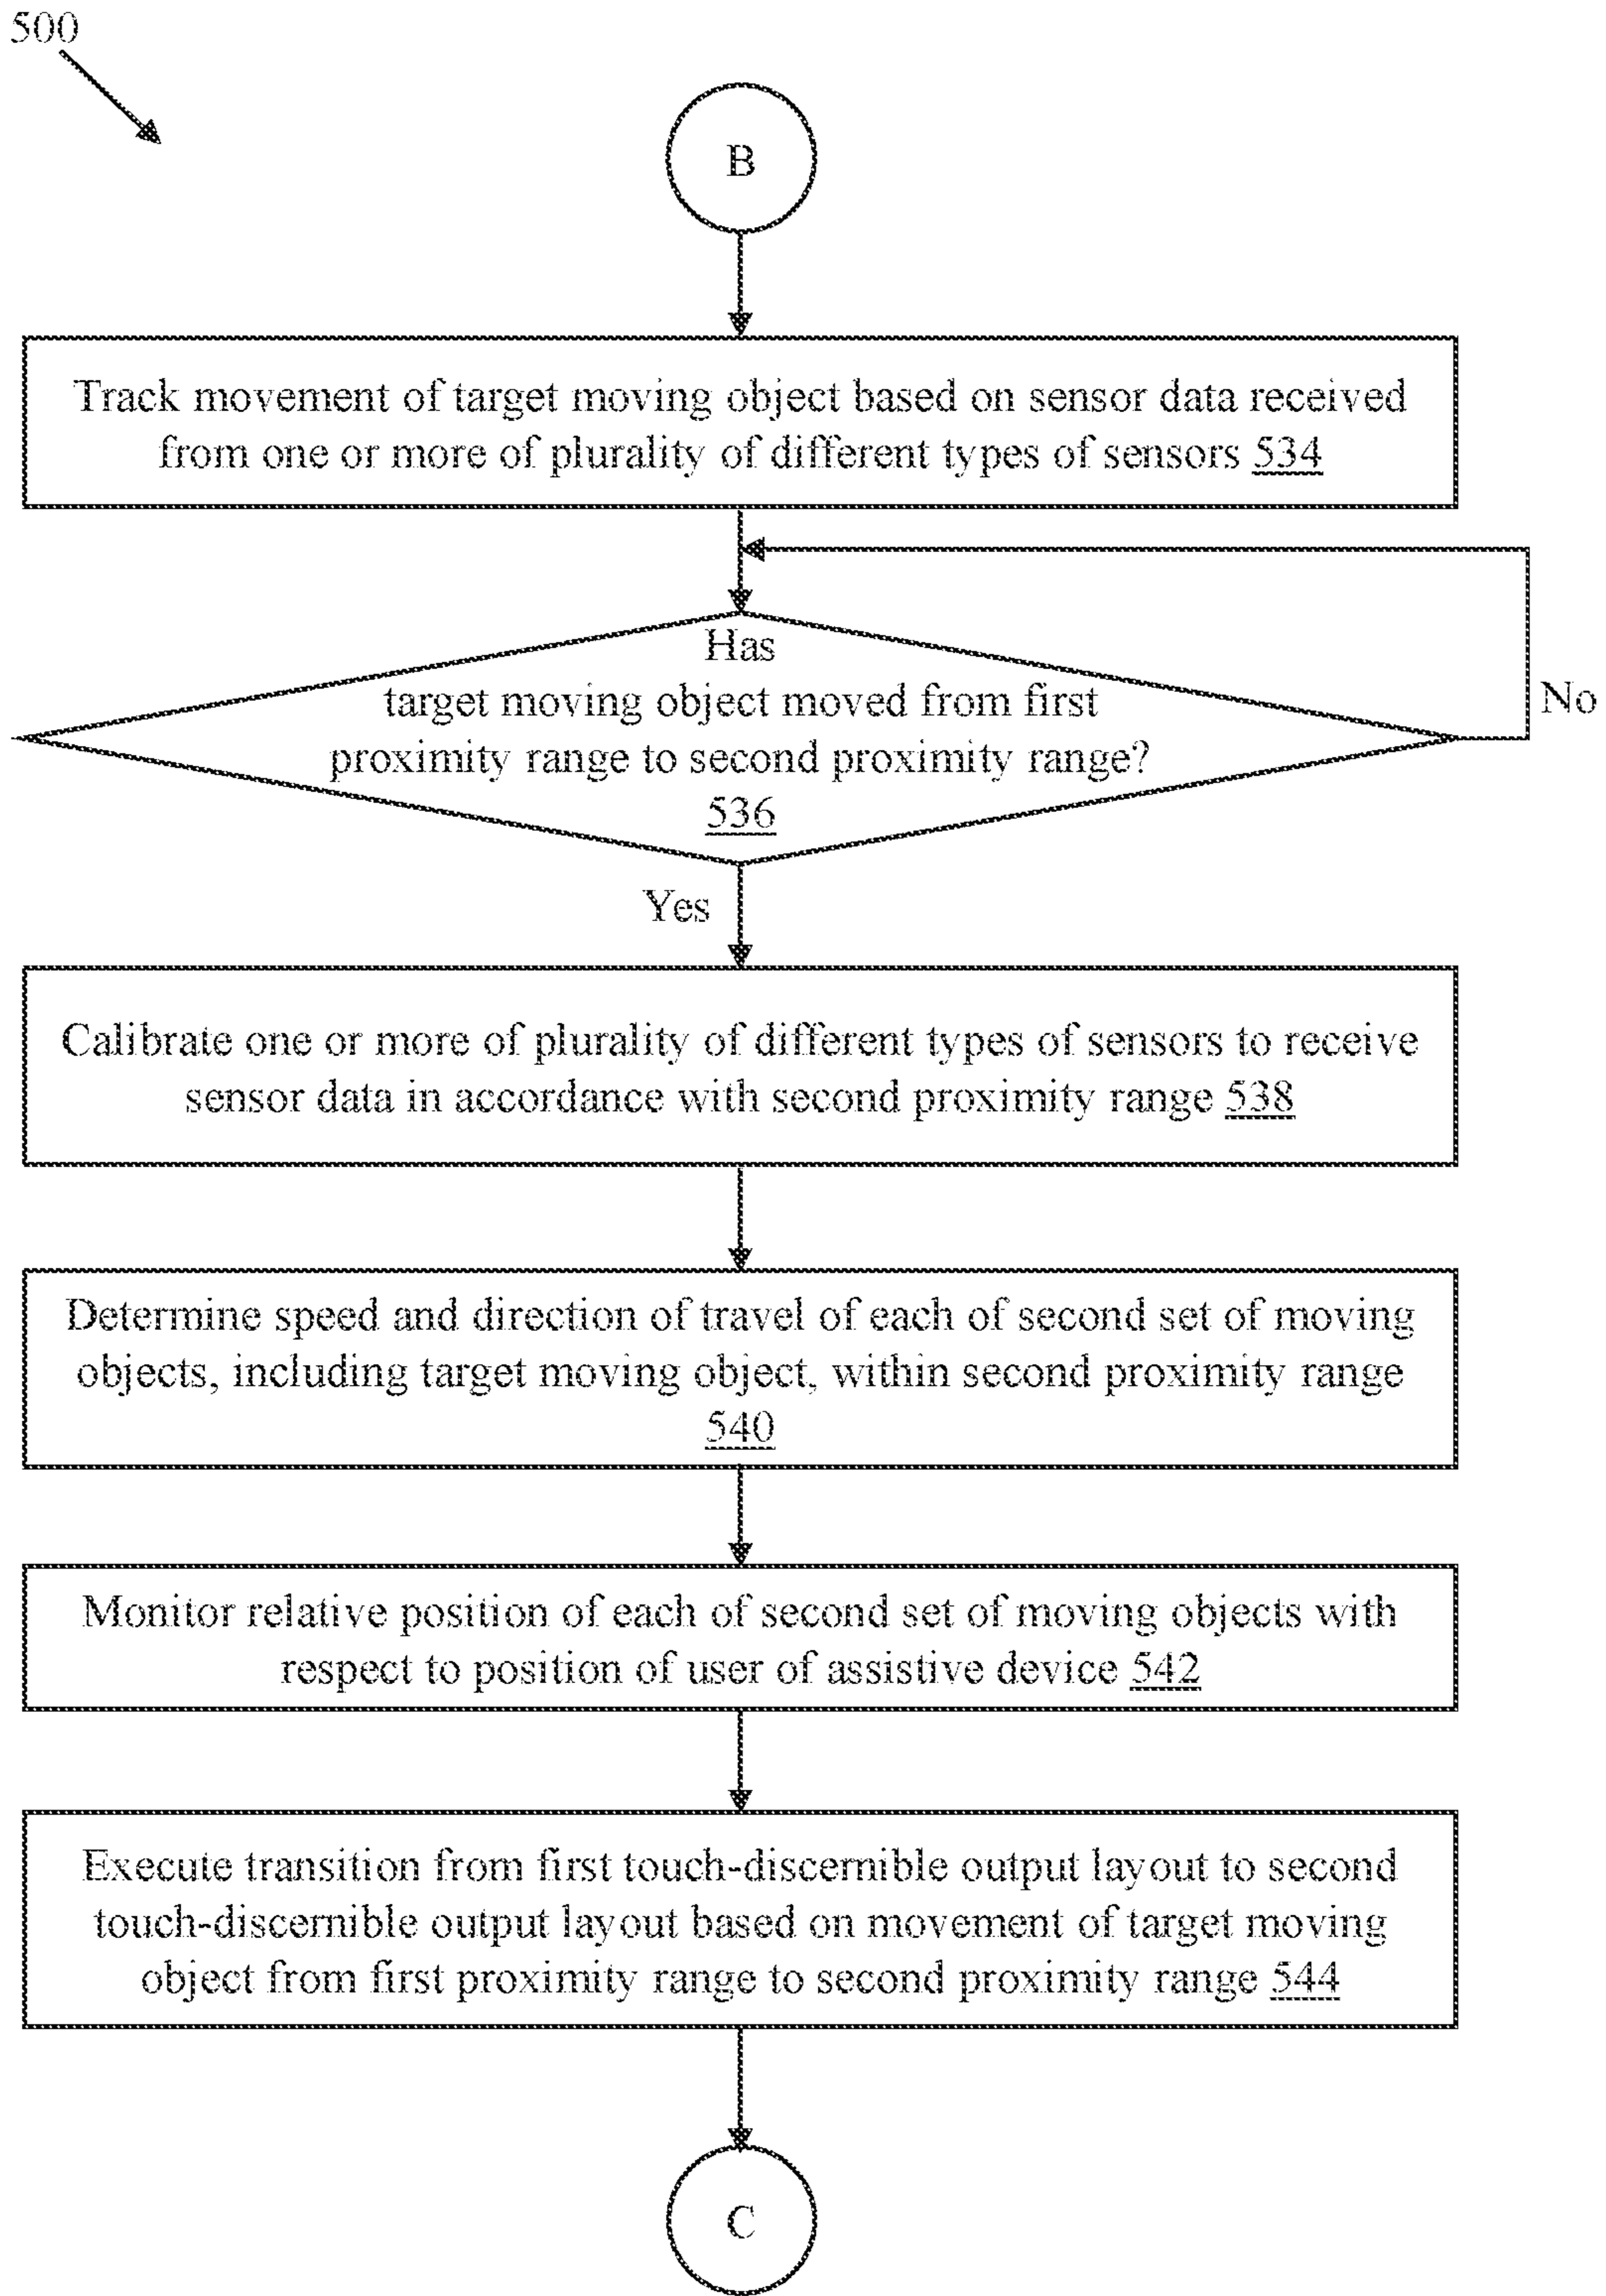 500
B
Track movement of target moving object based on sensor data received
from one or more of plurality of different types of sensors 534
Has
target moving object moved from first
proximity range to second proximity range?
536
No
Yes
Calibrate one or more of plurality of different types of sensors to receive
sensor data in accordance with second proximity range 538
Determine speed and direction of travel of each of second set of moving
objects, including target moving object, within second proximity range
540
Monitor relative position of each of second set of moving objects with
respect to position of user of assistive device 542
Execute transition from first touch-discernible output layout to second
touch-discernible output layout based on movement of target moving
object from first proximity range to second proximity range 544
C